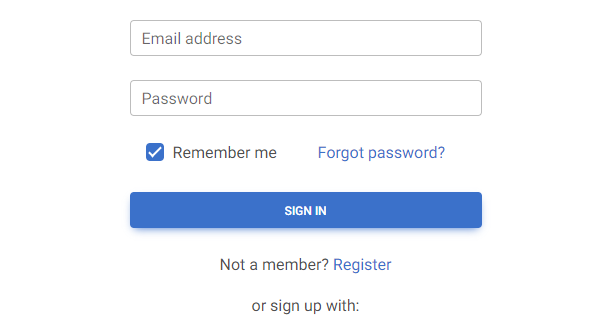 Email address
Password
Remember me Forgot password?
SIGN IN
Not a member? Register
or sign up with: